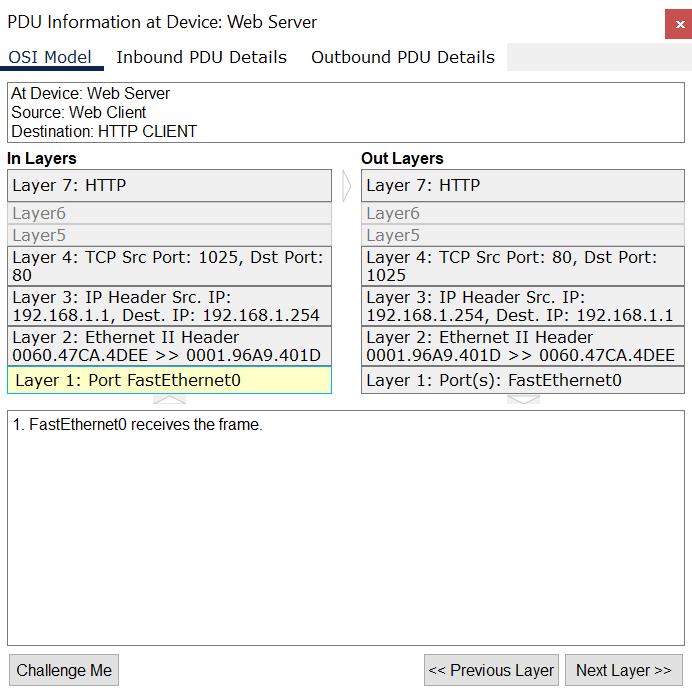 PDU Information at Device: Web Server
OSI Model Inbound PDU Details Outbound PDU Details
At Device: Web Server
Source: Web Client
Destination: HTTP CLIENT
In Layers
Layer 7: HTTP
Layer6
Layer5
Layer 4: TCP Src Port: 1025, Dst Port:
80
Layer 3: IP Header Src. IP:
192.168.1.1, Dest. IP: 192.168.1.254
Layer 2: Ethernet II Header
0060.47CA.4DEE >> 0001.96A9.401D
Layer 1: Port FastEthernet0
Out Layers
Layer 7: HTTP
Layer6
Layer5
Layer 4: TCP Src Port: 80, Dst Port:
1025
Layer 3: IP Header Src. IP:
192.168.1.254, Dest. IP: 192.168.1.1
Layer 2: Ethernet II Header
0001.96A9.401D >> 0060.47CA.4DEE
Layer 1: Port(s): FastEthernet0
1. FastEthernet0 receives the frame.
Challenge Me
<< Previous Layer
Next Layer >>